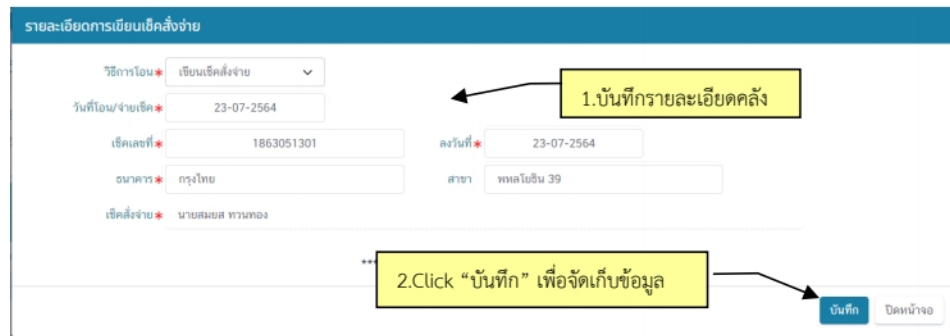 รายละเอียดการเขียนเช็คสั่งจ่าย
วิธีการโอน* เขียนเช็คสั่งจ่าย
1.บันทึกรายละเอียดคลัง
วันที่โอน/จ่ายเช็ค* 23-07-2564
เช็คเลขที่* 1863051301 ลงวันที่* 23-07-2564
ธนาคาร* กรุงไทย สาขา พหลโยธิน 39
เช็คสั่งจ่าย* นายสมยส ทวนทอง
**
2.Click “บันทึก” เพื่อจัดเก็บข้อมูล
บันทึก ปิดหน้าจอ